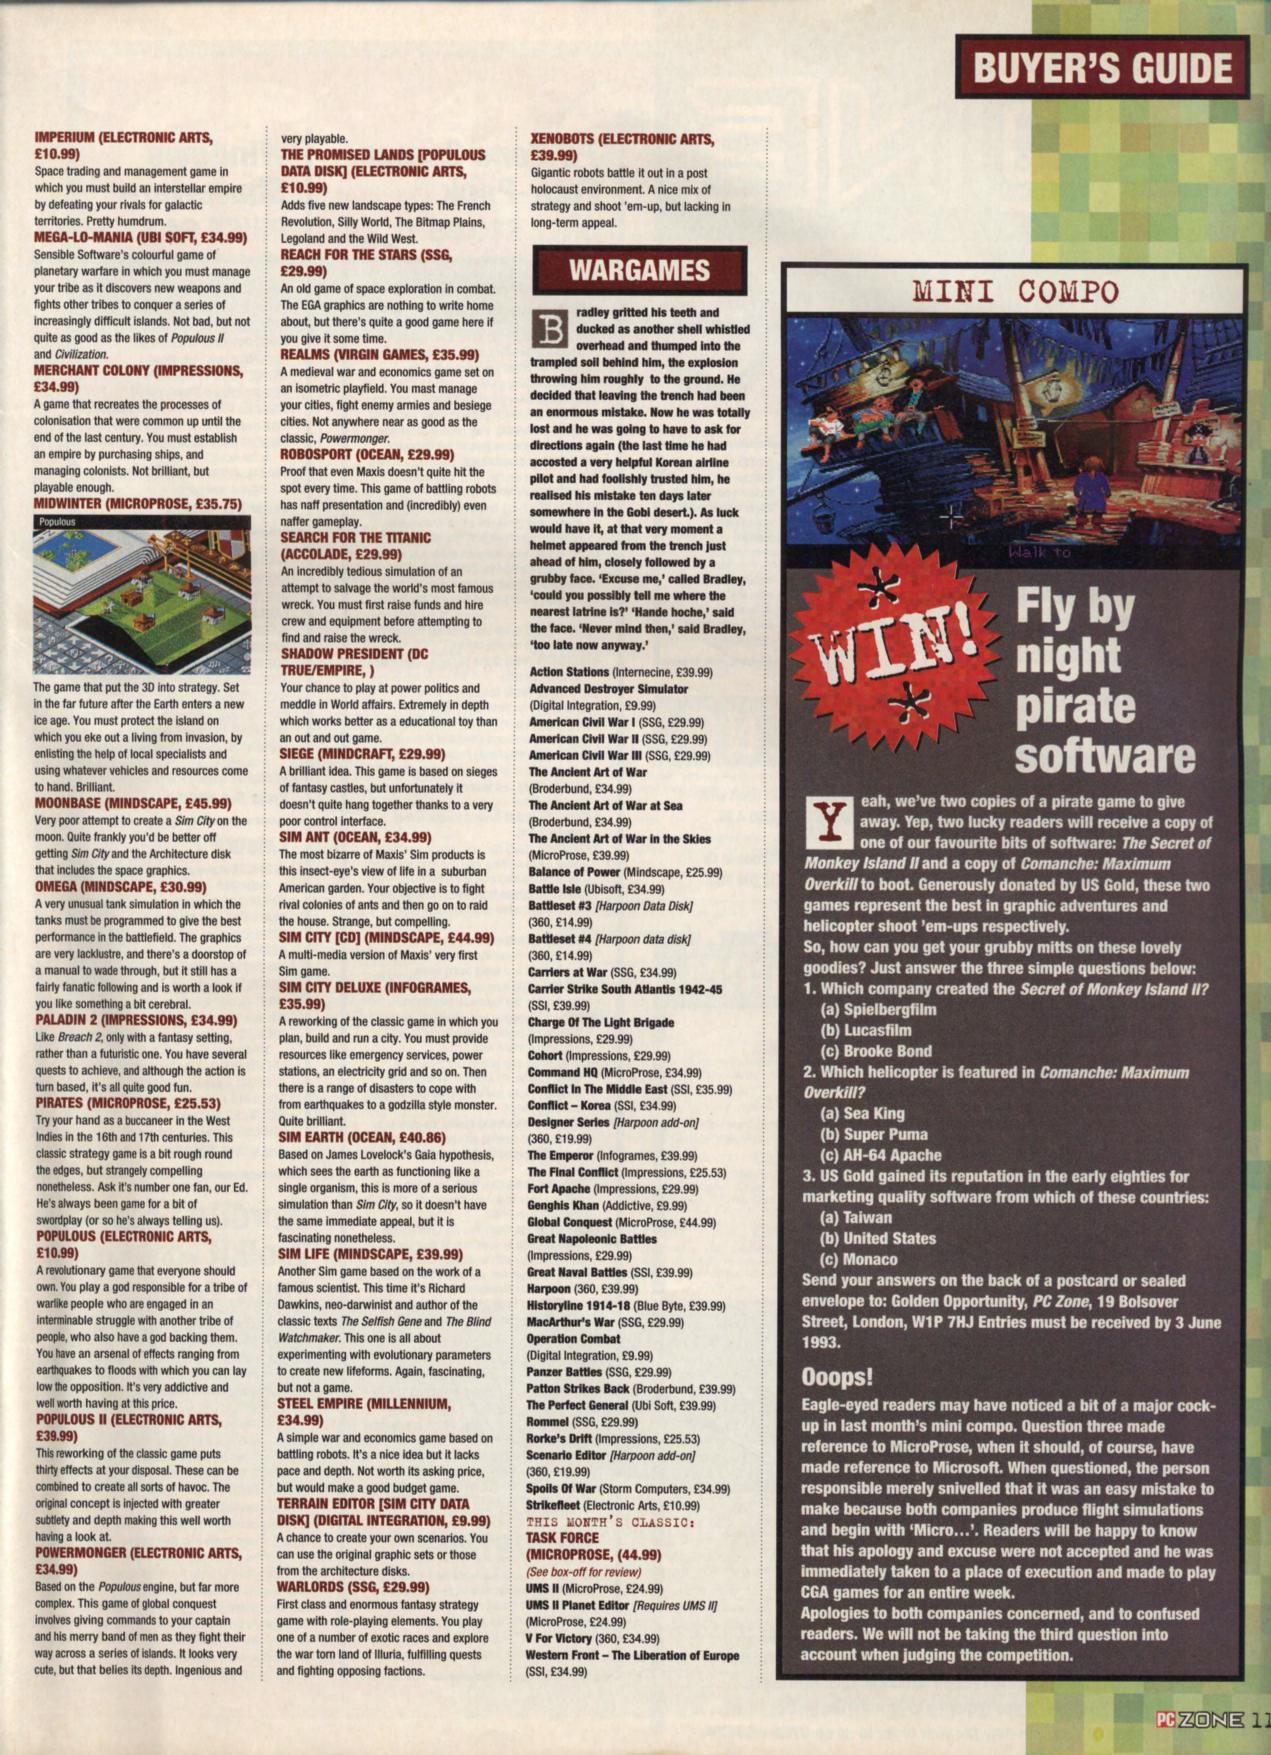 BUYER'S GUIDE
IMPERIUM (ELECTRONIC ARTS,
£10.99)
Space trading and management game in
which you must build an interstellar empire
by defeating your rivals for galactic
territories. Pretty humdrum.
MEGA-LO-MANIA (UBI SOFT, £34.99)
Sensible Software's colourful game of
planetary warfare in which you must manage
your tribe as it discovers new weapons and
fights other tribes to conquer a series of
increasingly difficult islands. Not bad, but not
quite as good as the likes of Populous II
and Civilization.
MERCHANT COLONY (IMPRESSIONS,
£34.99)
A game that recreates the processes of
colonisation that were common up until the
end of the last century. You must establish
an empire by purchasing ships, and
managing colonists. Not brilliant, but
playable enough.
MIDWINTER (MICROPROSE, £35.75)
Populous
The game that put the 3D into strategy. Set
in the far future after the Earth enters a new
ice age. You must protect the island on
which you eke out a living from invasion, by
enlisting the help of local specialists and
using whatever vehicles and resources come
to hand. Brilliant.
MOONBASE (MINDSCAPE, £45.99)
Very poor attempt to create a Sim City on the
moon. Quite frankly you'd be better off
getting Sim City and the Architecture disk
that includes the space graphics.
OMEGA (MINDSCAPE, £30.99)
A very unusual tank simulation in which the
tanks must be programmed to give the best
performance in the battlefield. The graphics
are very lacklustre, and there's a doorstop of
a manual to wade through, but it still has a
fairly fanatic following and is worth a look if
you like something a bit cerebral.
PALADIN 2 (IMPRESSIONS, £34.99)
Like Breach 2, only with a fantasy setting,
rather than a futuristic one. You have several
quests to achieve, and although the action is
turn based, it's all quite good fun.
PIRATES (MICROPROSE, £25.53)
Try your hand as a buccaneer in the West
Indies in the 16th and 17th centuries. This
classic strategy game is a bit rough round
the edges, but strangely compelling
nonetheless. Ask it's number one fan, our Ed.
He's always been game for a bit of
swordplay (or so he's always telling us).
POPULOUS (ELECTRONIC ARTS,
£10.99)
A revolutionary game that everyone should
own. You play a god responsible for a tribe of
warlike people who are engaged in an
interminable struggle with another tribe of
people, who also have a god backing them.
You have an arsenal of effects ranging from
earthquakes to floods with which you can lay
low the opposition. It's very addictive and
well worth having at this price.
POPULOUS II (ELECTRONIC ARTS,
£39.99)
This reworking of the classic game puts
thirty effects at your disposal. These can be
combined to create all sorts of havoc. The
original concept is injected with greater
subtlety and depth making this well worth
having a look at.
POWERMONGER (ELECTRONIC ARTS,
£34.99)
Based on the Populous engine, but far more
complex. This game of global conquest
involves giving commands to your captain
and his merry band of men as they fight their
way across a series of islands. It looks very
cute, but that belies its depth. Ingenious and
very playable.
THE PROMISED LANDS [POPULOUS
DATA DISK] (ELECTRONIC ARTS,
£10.99)
Adds five new landscape types: The French
Revolution, Silly World, The Bitmap Plains,
Legoland and the Wild West.
REACH FOR THE STARS (SSG,
£29.99)
An old game of space exploration in combat.
The EGA graphics are nothing to write home
about, but there's quite a good game here if
you give it some time.
REALMS (VIRGIN GAMES, £35.99)
A medieval war and economics game set on
an isometric playfield. You mast manage
your cities, fight enemy armies and besiege
cities. Not anywhere near as good as the
classic, Powermonger.
ROBOSPORT (OCEAN, £29.99)
Proof that even Maxis doesn't quite hit the
spot every time. This game of battling robots
has naff presentation and (incredibly) even
naffer gameplay.
SEARCH FOR THE TITANIC
(ACCOLADE, £29.99)
An incredibly tedious simulation of an
attempt to salvage the world's most famous
wreck. You must first raise funds and hire
crew and equipment before attempting to
find and raise the wreck.
SHADOW PRESIDENT (DC
TRUE/EMPIRE, )
Your chance to play at power politics and
meddle in World affairs. Extremely in depth
which works better as a educational toy than
an out and out game.
SIEGE (MINDCRAFT, £29.99)
A brilliant idea. This game is based on sieges
of fantasy castles, but unfortunately it
doesn't quite hang together thanks to a very
poor control interface.
SIM ANT (OCEAN, £34.99)
The most bizarre of Maxis' Sim products is
this insect-eye's view of life in a suburban
American garden. Your objective is to fight
rival colonies of ants and then go on to raid
the house. Strange, but compelling.
SIM CITY [CD] (MINDSCAPE, £44.99)
A multi-media version of Maxis' very first
Sim game.
SIM CITY DELUXE (INFOGRAMES,
£35.99)
A reworking of the classic game in which you
plan, build and run a city. You must provide
resources like emergency services, power
stations, an electricity grid and so on. Then
there is a range of disasters to cope with
from earthquakes to a godzilla style monster.
Quite brilliant.
SIM EARTH (OCEAN, £40.86)
Based on James Lovelock's Gaia hypothesis,
which sees the earth as functioning like a
single organism, this is more of a serious
simulation than Sim City, so it doesn't have
the same immediate appeal, but it is
fascinating nonetheless.
SIM LIFE (MINDSCAPE, £39.99)
Another Sim game based on the work of a
famous scientist. This time it's Richard
Dawkins, neo-darwinist and author of the
classic texts The Selfish Gene and The Blind
Watchmaker. This one is all about
experimenting with evolutionary parameters
to create new lifeforms. Again, fascinating,
but not a game.
STEEL EMPIRE (MILLENNIUM,
£34.99)
A simple war and economics game based on
battling robots. It's a nice idea but it lacks
pace and depth. Not worth its asking price,
but would make a good budget game.
TERRAIN EDITOR [SIM CITY DATA
DISK] (DIGITAL INTEGRATION, £9.99)
A chance to create your own scenarios. You
can use the original graphic sets or those
from the architecture disks.
WARLORDS (SSG, £29.99)
First class and enormous fantasy strategy
game with role-playing elements. You play
one of a number of exotic races and explore
the war torn land of Illuria, fulfilling quests
and fighting opposing factions.
XENOBOTS (ELECTRONIC ARTS,
£39.99)
Gigantic robots battle it out in a post
holocaust environment. A nice mix of
strategy and shoot 'em-up, but lacking in
long-term appeal.
WARGAMES
Bradley gritted his teeth and
ducked as another shell whistled
overhead and thumped into the
trampled soil behind him, the explosion
throwing him roughly to the ground. He
decided that leaving the trench had been
an enormous mistake. Now he was totally
lost and he was going to have to ask for
directions again (the last time he had
accosted a very helpful Korean airline
pilot and had foolishly trusted him, he
realised his mistake ten days later
somewhere in the Gobi desert.). As luck
would have it, at that very moment a
helmet appeared from the trench just
ahead of him, closely followed by a
grubby face. 'Excuse me,' called Bradley,
'could you possibly tell me where the
nearest latrine is?' 'Hande hoche,' said
the face. 'Never mind then,' said Bradley,
'too late now anyway.'
Action Stations (Internecine, £39.99)
Advanced Destroyer Simulator
(Digital Integration, £9.99)
American Civil War I (SSG, £29.99)
American Civil War II (SSG, £29.99)
American Civil War III (SSG, £29.99)
The Ancient Art of War
(Broderbund, £34.99)
The Ancient Art of War at Sea
(Broderbund, £34.99)
The Ancient Art of War in the Skies
(MicroProse, £39.99)
Balance of Power (Mindscape, £25.99)
Battle Isle (Ubisoft, £34.99)
Battleset #3 [Harpoon Data Disk]
(360, £14.99)
Battleset #4 [Harpoon data disk]
(360, £14.99)
Carriers at War (SSG, £34.99)
Carrier Strike South Atlantis 1942-45
(SSI, £39.99)
Charge Of The Light Brigade
(Impressions, £29.99)
Cohort (Impressions, £29.99)
Command HQ (MicroProse, £34.99)
Conflict In The Middle East (SSI, £35.99)
Conflict – Korea (SSI, £34.99)
Designer Series [Harpoon add-on]
(360, £19.99)
The Emperor (Infogrames, £39.99)
The Final Conflict (Impressions, £25.53)
Fort Apache (Impressions, £29.99)
Genghis Khan (Addictive, £9.99)
Global Conquest (MicroProse, £44.99)
Great Napoleonic Battles
(Impressions, £29.99)
Great Naval Battles (SSI, £39.99)
Harpoon (360, £39.99)
Historyline 1914-18 (Blue Byte, £39.99)
MacArthur's War (SSG, £29.99)
Operation Combat
(Digital Integration, £9.99)
Panzer Battles (SSG, £29.99)
Patton Strikes Back (Broderbund, £39.99)
The Perfect General (Ubi Soft, £39.99)
Rommel (SSG, £29.99)
Rorke's Drift (Impressions, £25.53)
Scenario Editor [Harpoon add-on]
(360, £19.99)
Spoils Of War (Storm Computers, £34.99)
Strikefleet (Electronic Arts, £10.99)
THIS MONTH'S CLASSIC:
TASK FORCE
(MICROPROSE, (44.99)
(See box-off for review)
UMS II (MicroProse, £24.99)
UMS II Planet Editor [Requires UMS II]
(MicroProse, £24.99)
V For Victory (360, £34.99)
Western Front – The Liberation of Europe
(SSI, £34.99)
MINI COMPO
Walk to
WIN!
Fly by
night
pirate
software
Yeah, we've two copies of a pirate game to give
away. Yep, two lucky readers will receive a copy of
one of our favourite bits of software: The Secret of
Monkey Island II and a copy of Comanche: Maximum
Overkill to boot. Generously donated by US Gold, these two
games represent the best in graphic adventures and
helicopter shoot 'em-ups respectively.
So, how can you get your grubby mitts on these lovely
goodies? Just answer the three simple questions below:
1. Which company created the Secret of Monkey Island II?
(a) Spielbergfilm
(b) Lucasfilm
(c) Brooke Bond
2. Which helicopter is featured in Comanche: Maximum
Overkill?
(a) Sea King
(b) Super Puma
(c) AH-64 Apache
3. US Gold gained its reputation in the early eighties for
marketing quality software from which of these countries:
(a) Taiwan
(b) United States
(c) Monaco
Send your answers on the back of a postcard or sealed
envelope to: Golden Opportunity, PC Zone, 19 Bolsover
Street, London, W1P 7HJ Entries must be received by 3 June
1993.
Ooops!
Eagle-eyed readers may have noticed a bit of a major cock-
up in last month's mini compo. Question three made
reference to MicroProse, when it should, of course, have
made reference to Microsoft. When questioned, the person
responsible merely snivelled that it was an easy mistake to
make because both companies produce flight simulations
and begin with 'Micro...'. Readers will be happy to know
that his apology and excuse were not accepted and he was
immediately taken to a place of execution and made to play
CGA games for an entire week.
Apologies to both companies concerned, and to confused
readers. We will not be taking the third question into
account when judging the competition.
PC ZONE 11